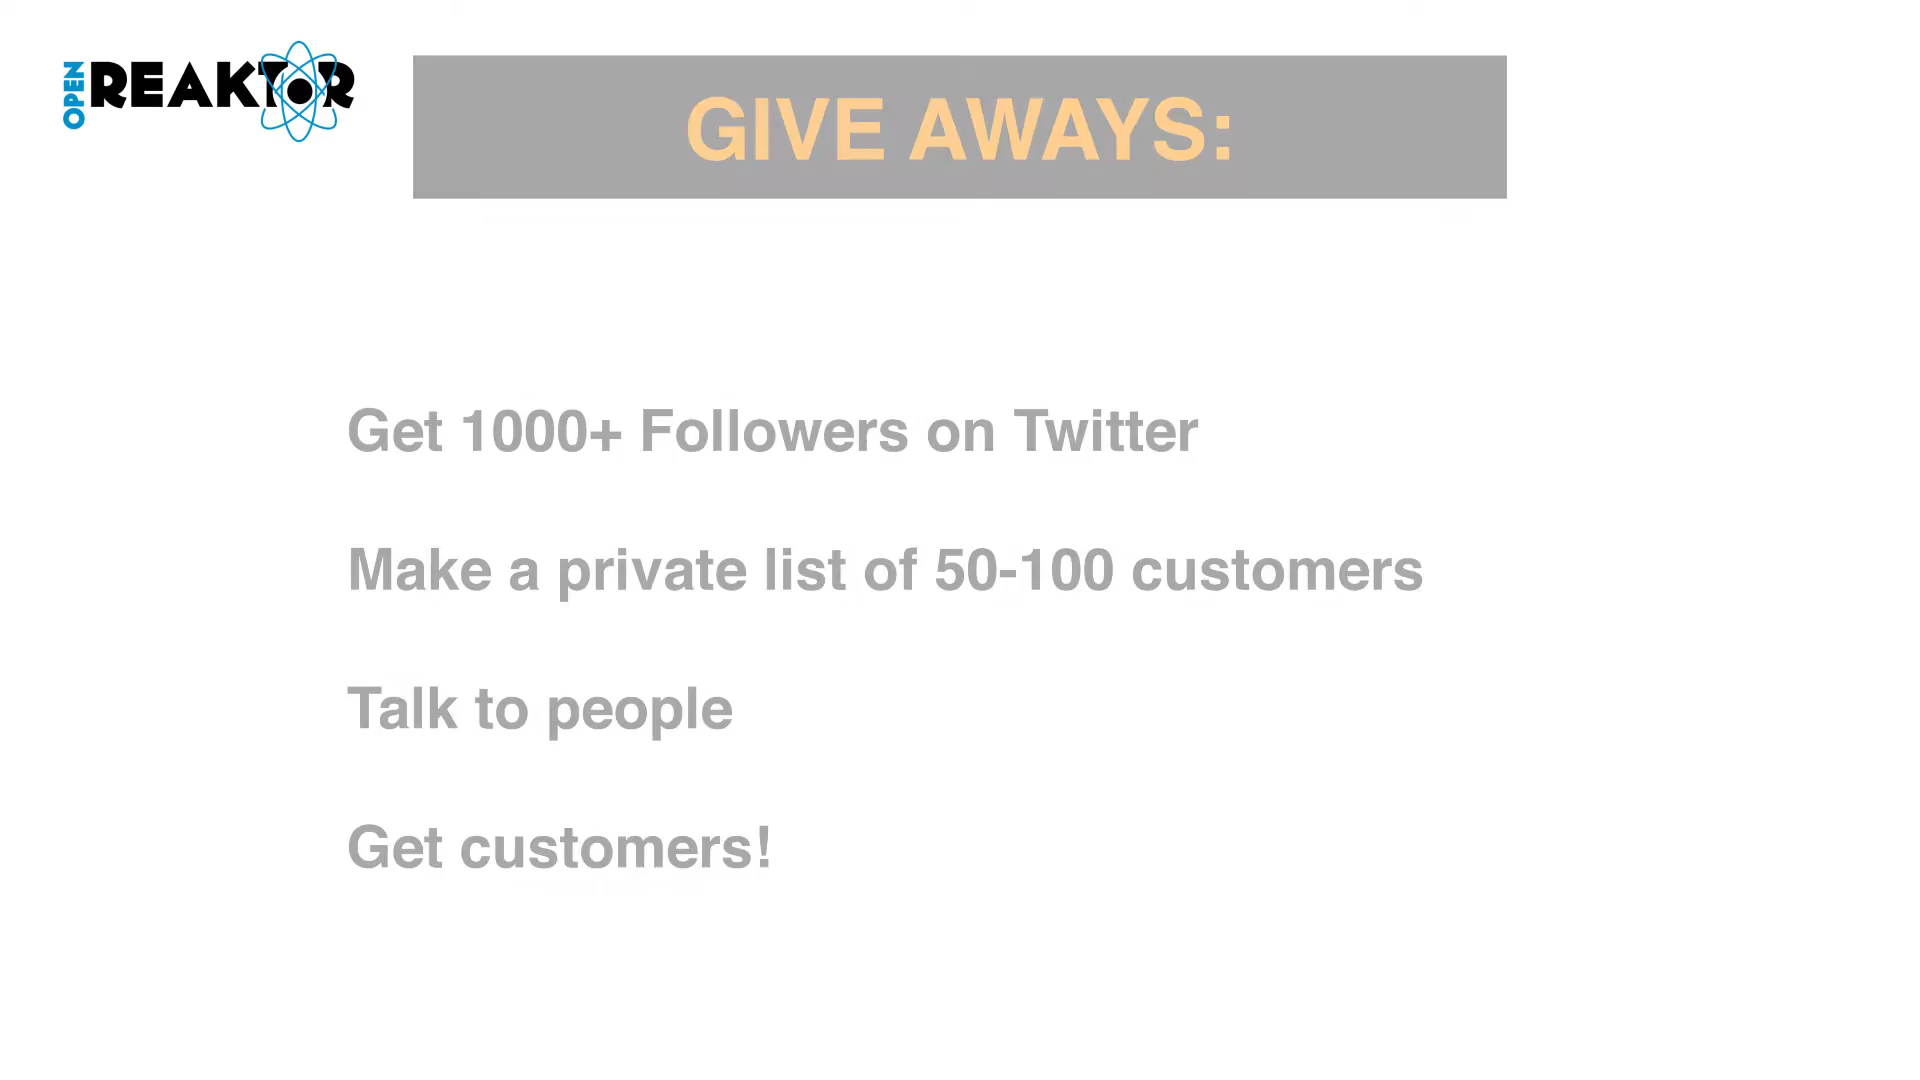 OPEN REAKTOR
GIVE AWAYS:
Get 1000+ Followers on Twitter
Make a private list of 50-100 customers
Talk to people
Get customers!